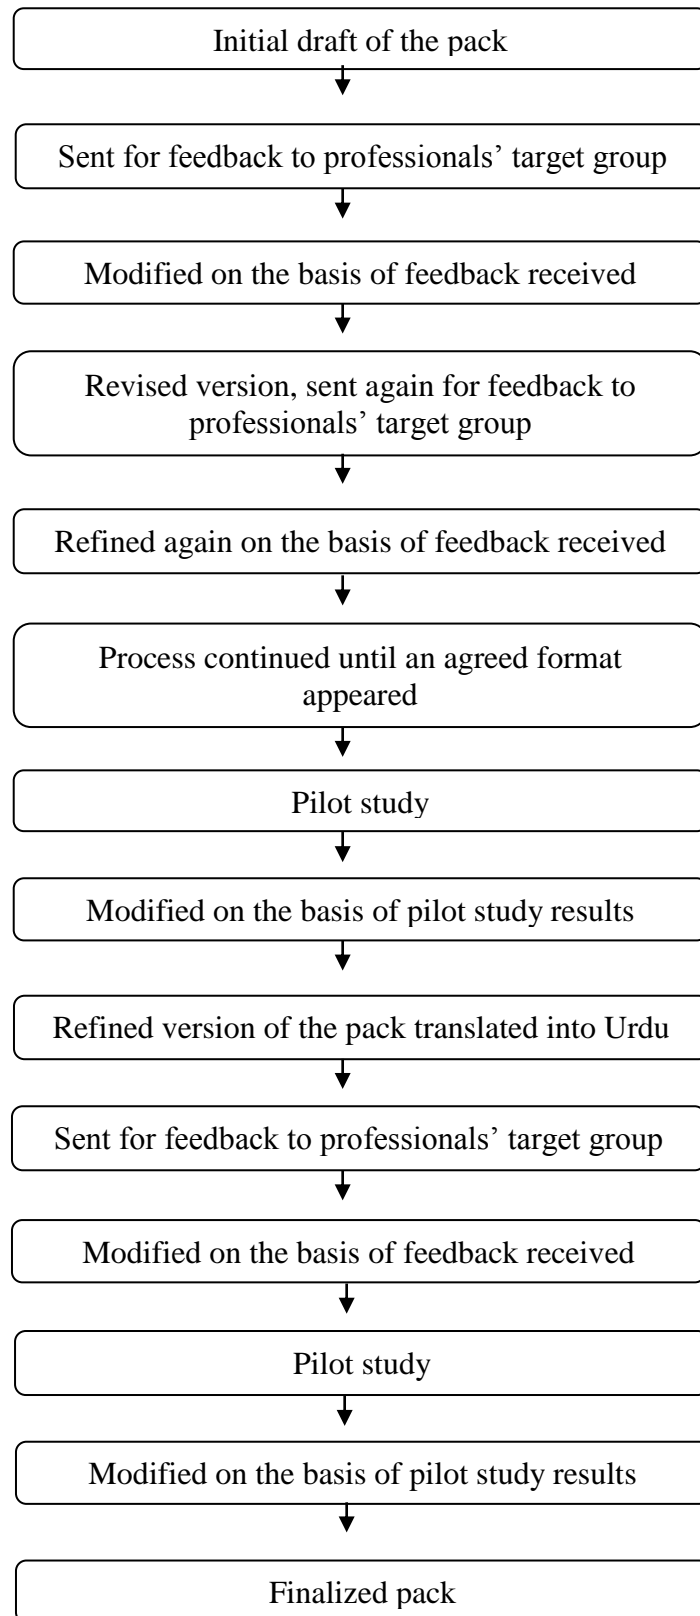 Initial draft of the pack
Sent for feedback to professionals’ target group
Modified on the basis of feedback received
Revised version, sent again for feedback to
professionals’ target group
Refined again on the basis of feedback received
Process continued until an agreed format
appeared
Pilot study
Modified on the basis of pilot study results
Refined version of the pack translated into Urdu
Sent for feedback to professionals’ target group
Modified on the basis of feedback received
Pilot study
Modified on the basis of pilot study results
Finalized pack